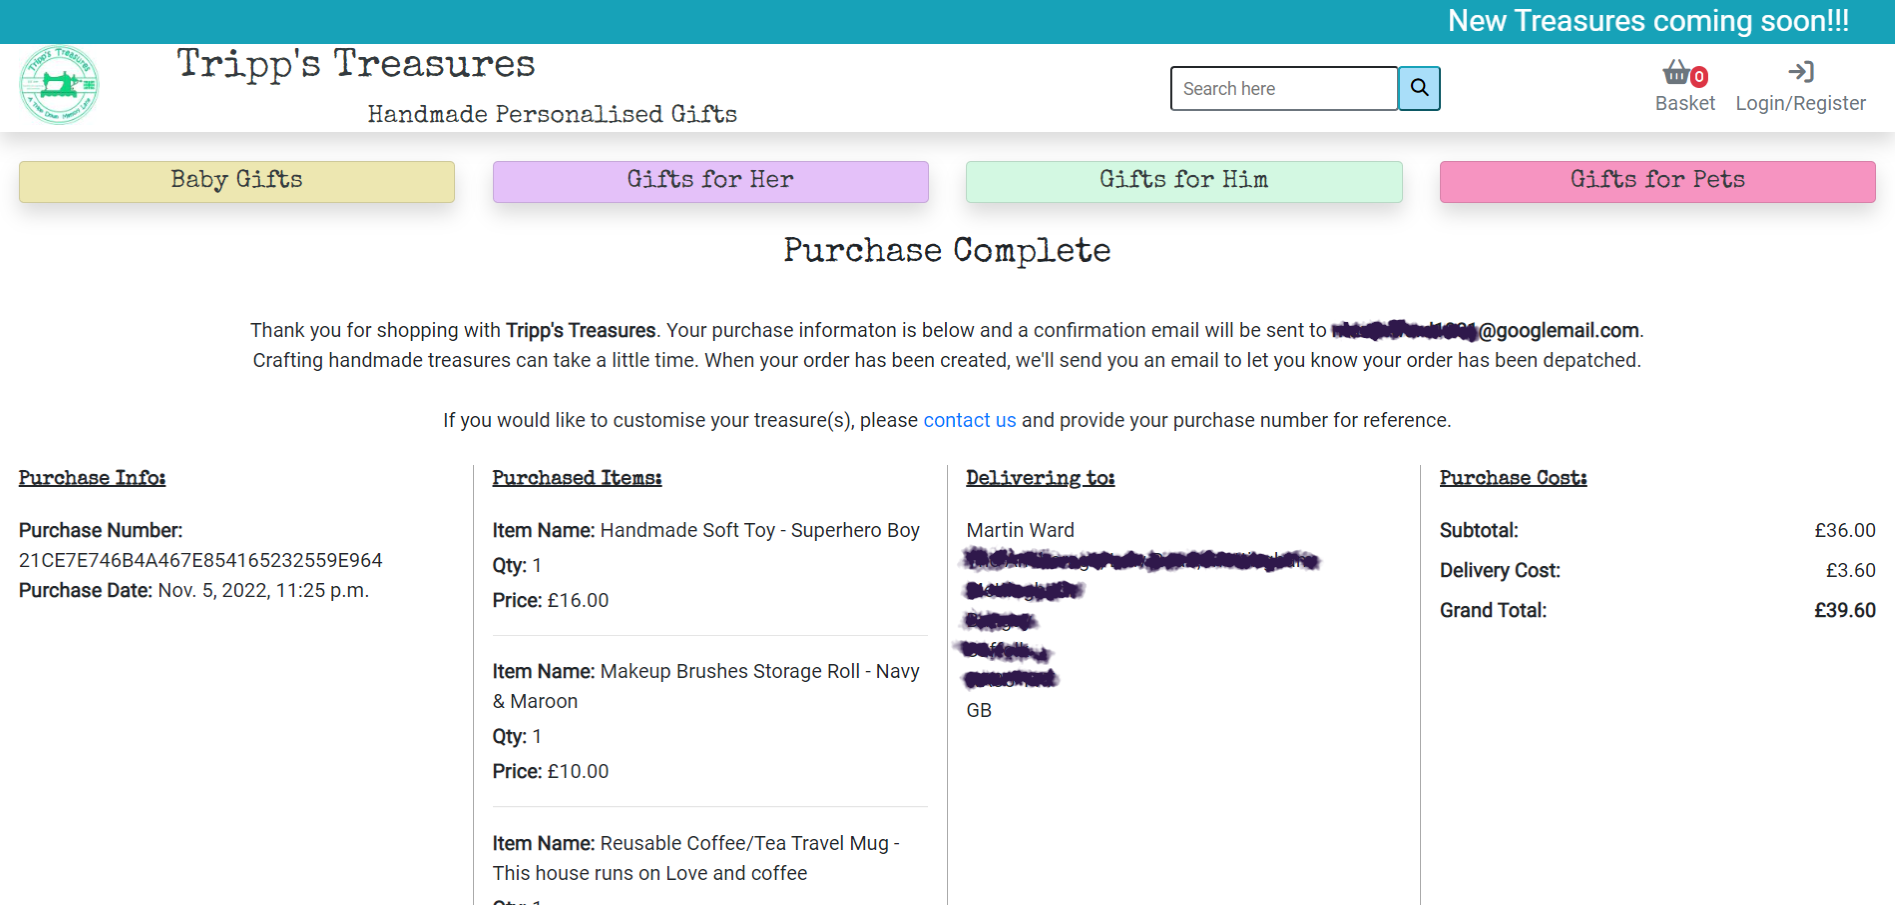 New Treasures coming soon!!!
Tripp's Treasures
Tripp's Treasures
Handmade Personalised Gifts
Search here
0
Basket
Login/Register
Baby Gifts
Gifts for Her
Gifts for Him
Gifts for Pets
Purchase Complete
Thank you for shopping with Tripp's Treasures. Your purchase informaton is below and a confirmation email will be sent to @googlemail.com.
Crafting handmade treasures can take a little time. When your order has been created, we'll send you an email to let you know your order has been depatched.
If you would like to customise your treasure(s), please contact us and provide your purchase number for reference.
Purchase Info:
Purchase Number:
21CE7E746B4A467E854165232559E964
Purchase Date: Nov. 5, 2022, 11:25 p.m.
Purchased Items:
Item Name: Handmade Soft Toy - Superhero Boy
Qty: 1
Price: £16.00
Item Name: Makeup Brushes Storage Roll - Navy
& Maroon
Qty: 1
Price: £10.00
Item Name: Reusable Coffee/Tea Travel Mug -
This house runs on Love and coffee
Qty: 1
Delivering to:
Martin Ward
GB
Purchase Cost:
Subtotal: £36.00
Delivery Cost: £3.60
Grand Total: £39.60